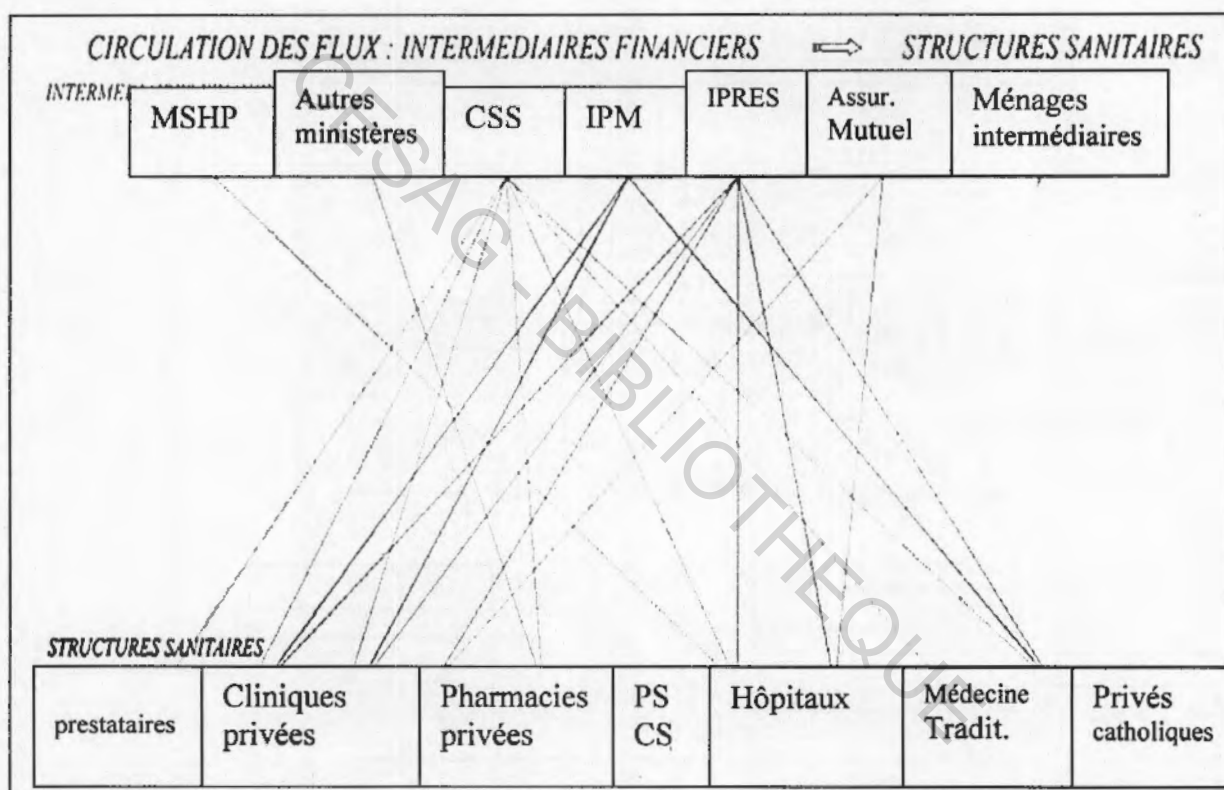 CIRCULATION DES FLUX : INTERMEDIAIRES FINANCIERS ⇨ STRUCTURES SANITAIRES
INTERME
MSHP
Autres
ministères
CSS
IPM
IPRES
Assur.
Mutuel
Ménages
intermédiaires
CESAG - BIBLIOTHEQUE
STRUCTURES SANITAIRES
prestataires
Cliniques
privées
Pharmacies
privées
PS
CS
Hôpitaux
Médecine
Tradit.
Privés
catholiques